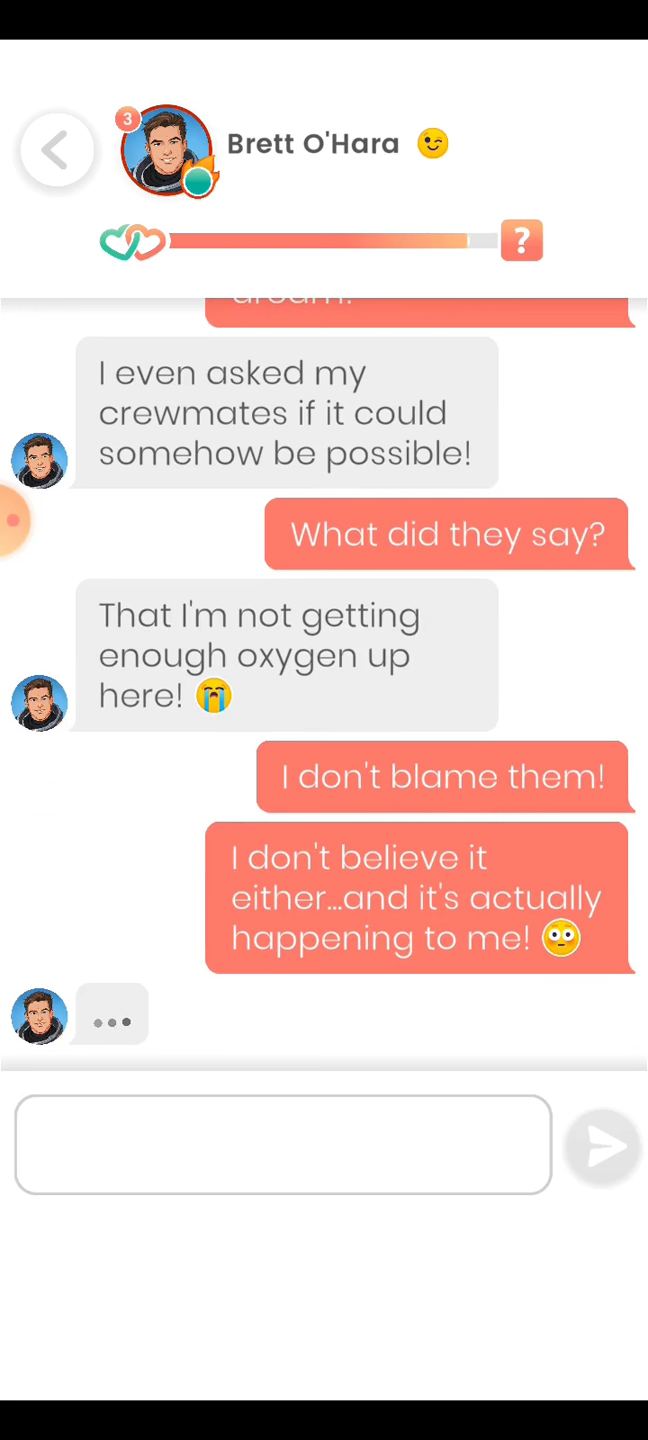 3
Brett O'Hara 😉
?
I even asked my
crewmates if it could
somehow be possible!
What did they say?
That I'm not getting
enough oxygen up
here! 😭
I don't blame them!
I don't believe it
either...and it's actually
happening to me! 😳